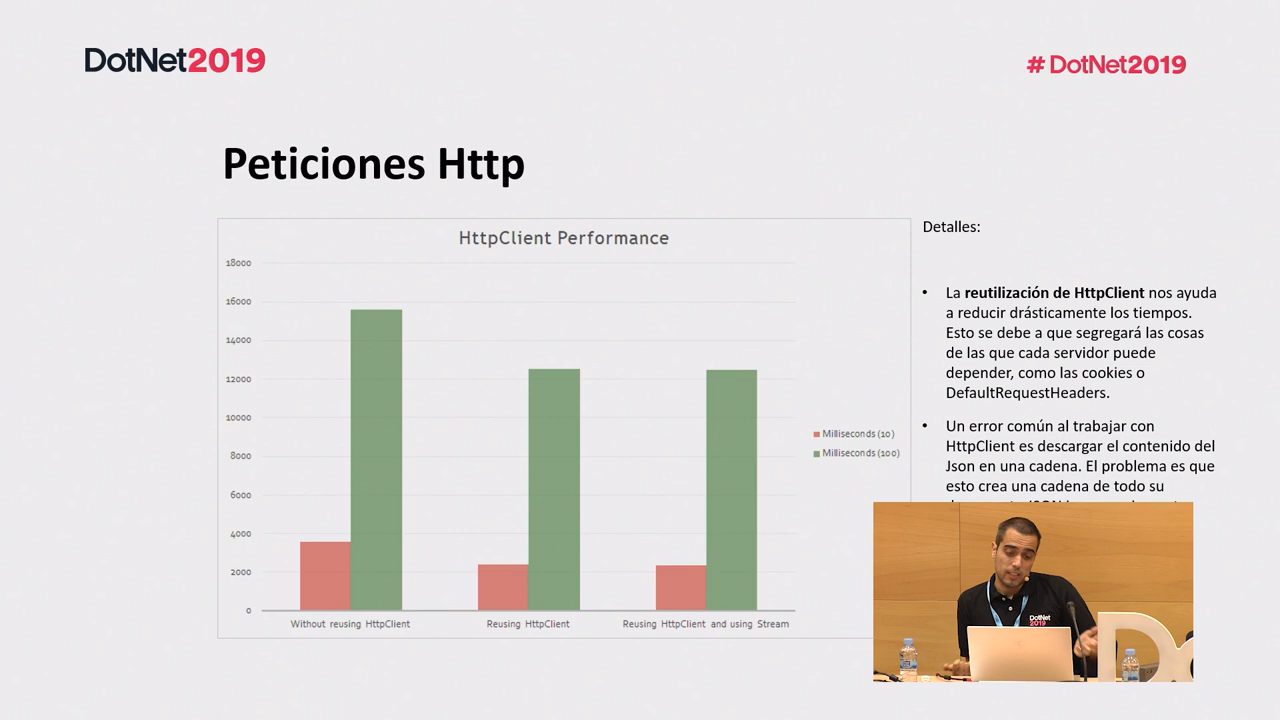 DotNet2019
# DotNet2019
Peticiones Http
HttpClient Performance
18000
16000
14000
12000
10000
8000
6000
4000
2000
0
Without reusing HttpClient
Reusing HttpClient
Reusing HttpClient and using Stream
Milliseconds (10)
Milliseconds (100)
Detalles:
• La reutilización de HttpClient nos ayuda
a reducir drásticamente los tiempos.
Esto se debe a que segregará las cosas
de las que cada servidor puede
depender, como las cookies o
DefaultRequestHeaders.
• Un error común al trabajar con
HttpClient es descargar el contenido del
Json en una cadena. El problema es que
esto crea una cadena de todo su
DotNet
2019